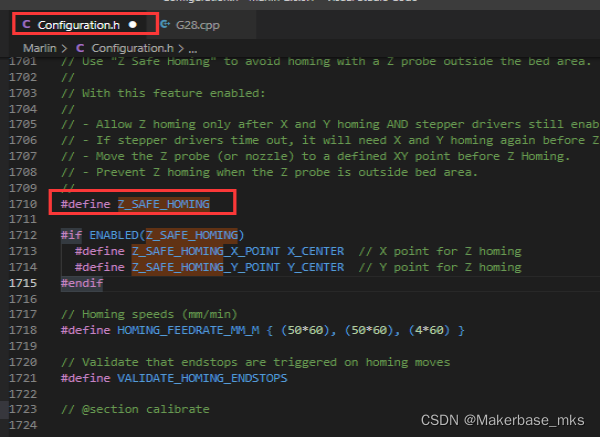 Configuration.h
G28.cpp
Marlin > C Configuration.h > ...
1701 // Use "Z Safe Homing" to avoid homing with a Z probe outside the bed area.
1702 //
1703 // With this feature enabled:
1704 //
1705 // - Allow Z homing only after X and Y homing AND stepper drivers still enab
1706 // - If stepper drivers time out, it will need X and Y homing again before Z
1707 // - Move the Z probe (or nozzle) to a defined XY point before Z Homing.
1708 // - Prevent Z homing when the Z probe is outside bed area.
1709 //
1710 #define Z_SAFE_HOMING
1711
1712 #if ENABLED(Z_SAFE_HOMING)
1713 #define Z_SAFE_HOMING_X_POINT X_CENTER // X point for Z homing
1714 #define Z_SAFE_HOMING_Y_POINT Y_CENTER // Y point for Z homing
1715 #endif
1716
1717 // Homing speeds (mm/min)
1718 #define HOMING_FEEDRATE_MM_M { (50*60), (50*60), (4*60) }
1719
1720 // Validate that endstops are triggered on homing moves
1721 #define VALIDATE_HOMING_ENDSTOPS
1722
1723 // @section calibrate
1724
CSDN @Makerbase_mks